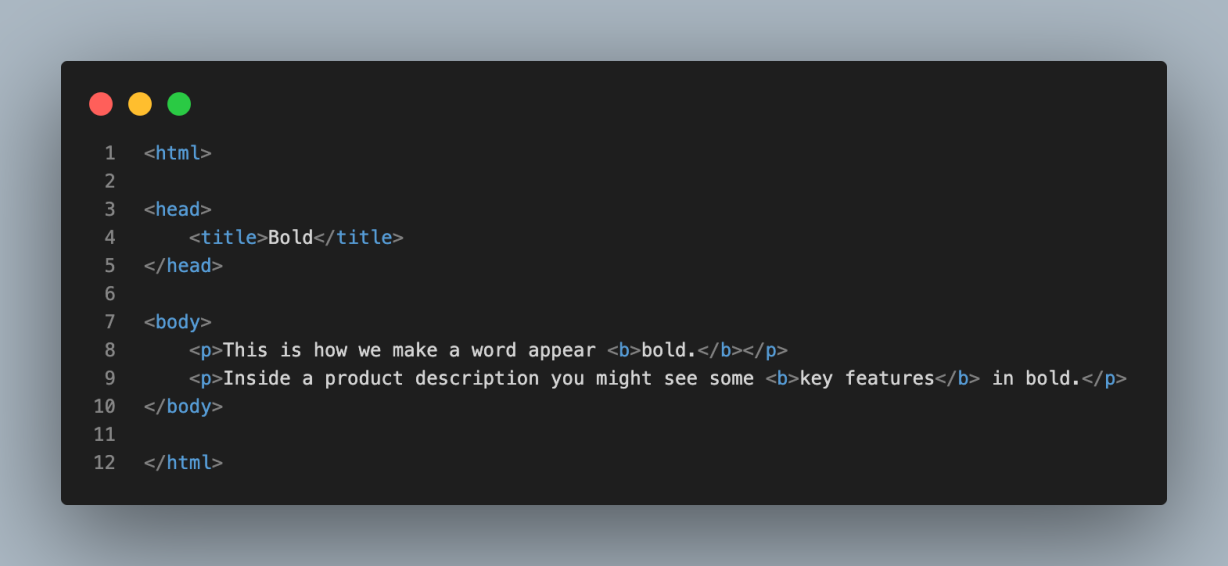 1 <html>
2
3 <head>
4     <title>Bold</title>
5 </head>
6
7 <body>
8     <p>This is how we make a word appear <b>bold.</b></p>
9     <p>Inside a product description you might see some <b>key features</b> in bold.</p>
10 </body>
11
12 </html>